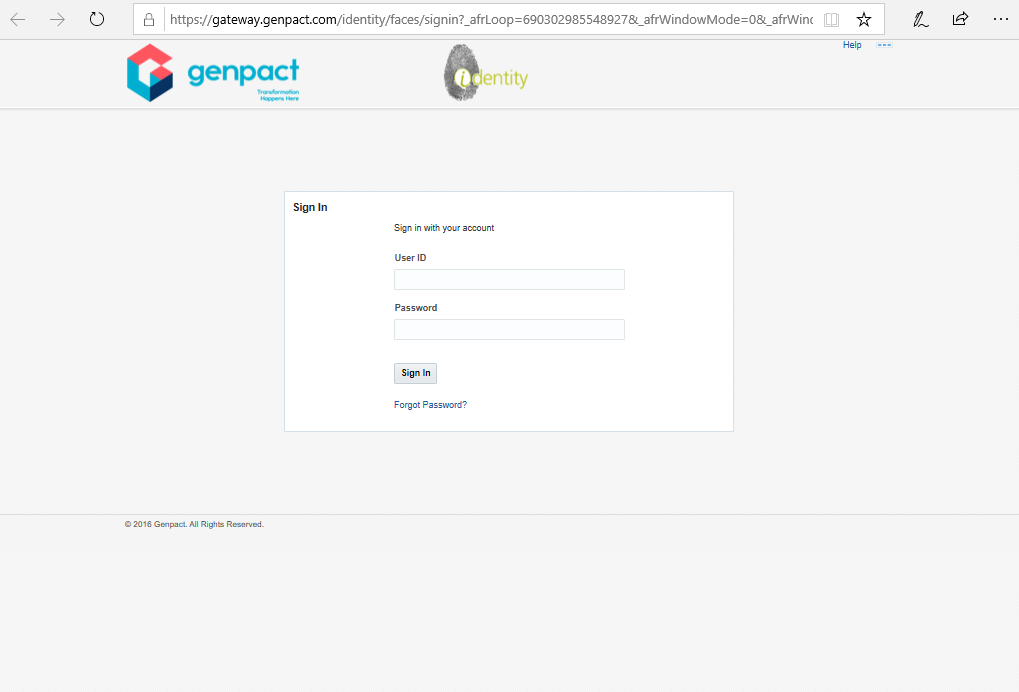 https://gateway.genpact.com/identity/faces/signin?_afrLoop=690302985548927&_afrWindowMode=0&_afrWinc
Help
genpact
Transformation
Happens Here
identity
Sign In
Sign in with your account
User ID
Password
Sign In
Forgot Password?
© 2016 Genpact. All Rights Reserved.